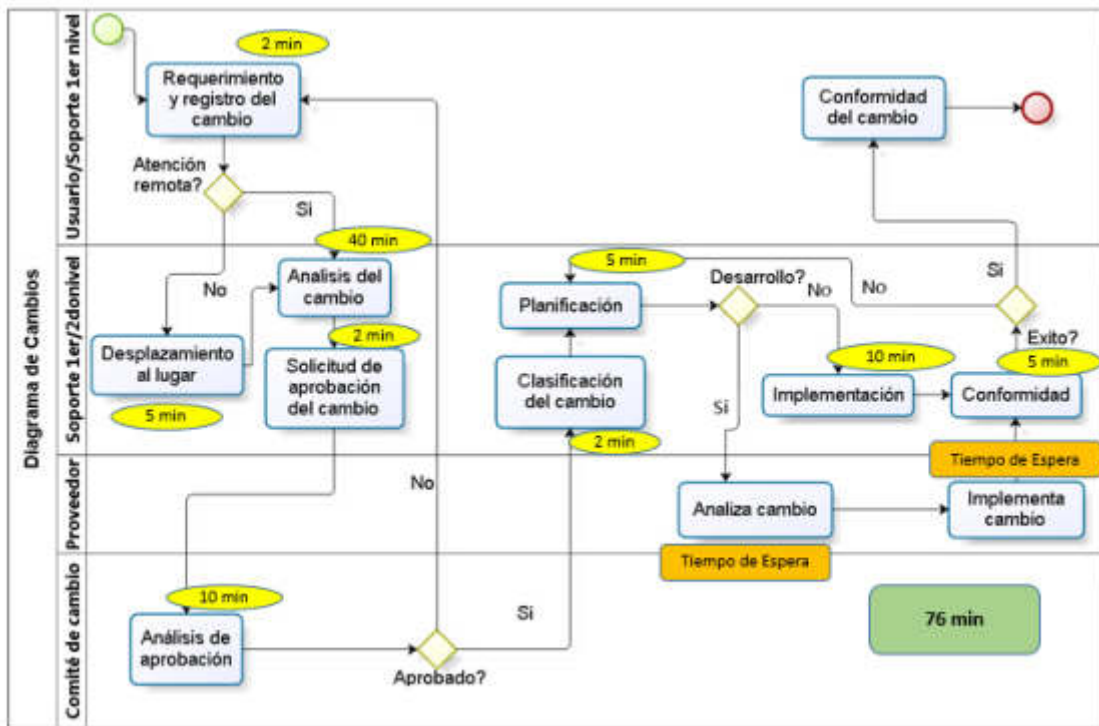 Diagrama de Cambios
Usuario/Soporte 1er nivel
2 min
Requerimiento
y registro del
cambio
Atención
remota?
Si
No
Conformidad
del cambio
Soporte 1er/2donivel
40 min
Analisis del
cambio
Desplazamiento
al lugar
5 min
2 min
Solicitud de
aprobación
del cambio
5 min
Planificación
Clasificación
del cambio
2 min
Desarrollo?
No
Si
No
Si
Exito?
10 min
Implementación
5 min
Conformidad
Proveedor
No
Analiza cambio
Tiempo de Espera
Tiempo de Espera
Implementa
cambio
Comité de cambio
10 min
Análisis de
aprobación
Aprobado?
Si
76 min